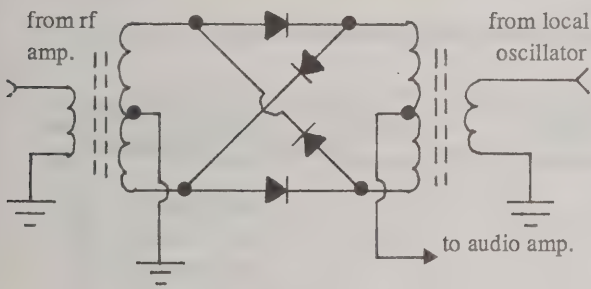 from rf
amp.
from local
oscillator
to audio amp.